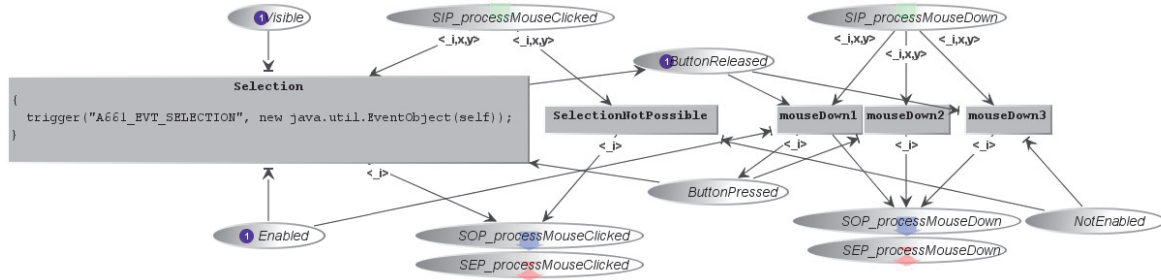 1 Visible
SIP_processMouseClicked
SIP_processMouseDown
<_i,x,y>
<_i,x,y>
<_i,x,y>
<_i,x,y>
<_i,x,y>
1 ButtonReleased
Selection
{
trigger("A661_EVT_SELECTION", new java.util.EventObject(self));
}
SelectionNotPossible
mouseDown1
mouseDown2
mouseDown3
<_i>
<_i>
<_i>
<_i>
<_i>
ButtonPressed
1 Enabled
SOP_processMouseClicked
SOP_processMouseDown
NotEnabled
SEP_processMouseClicked
SEP_processMouseDown